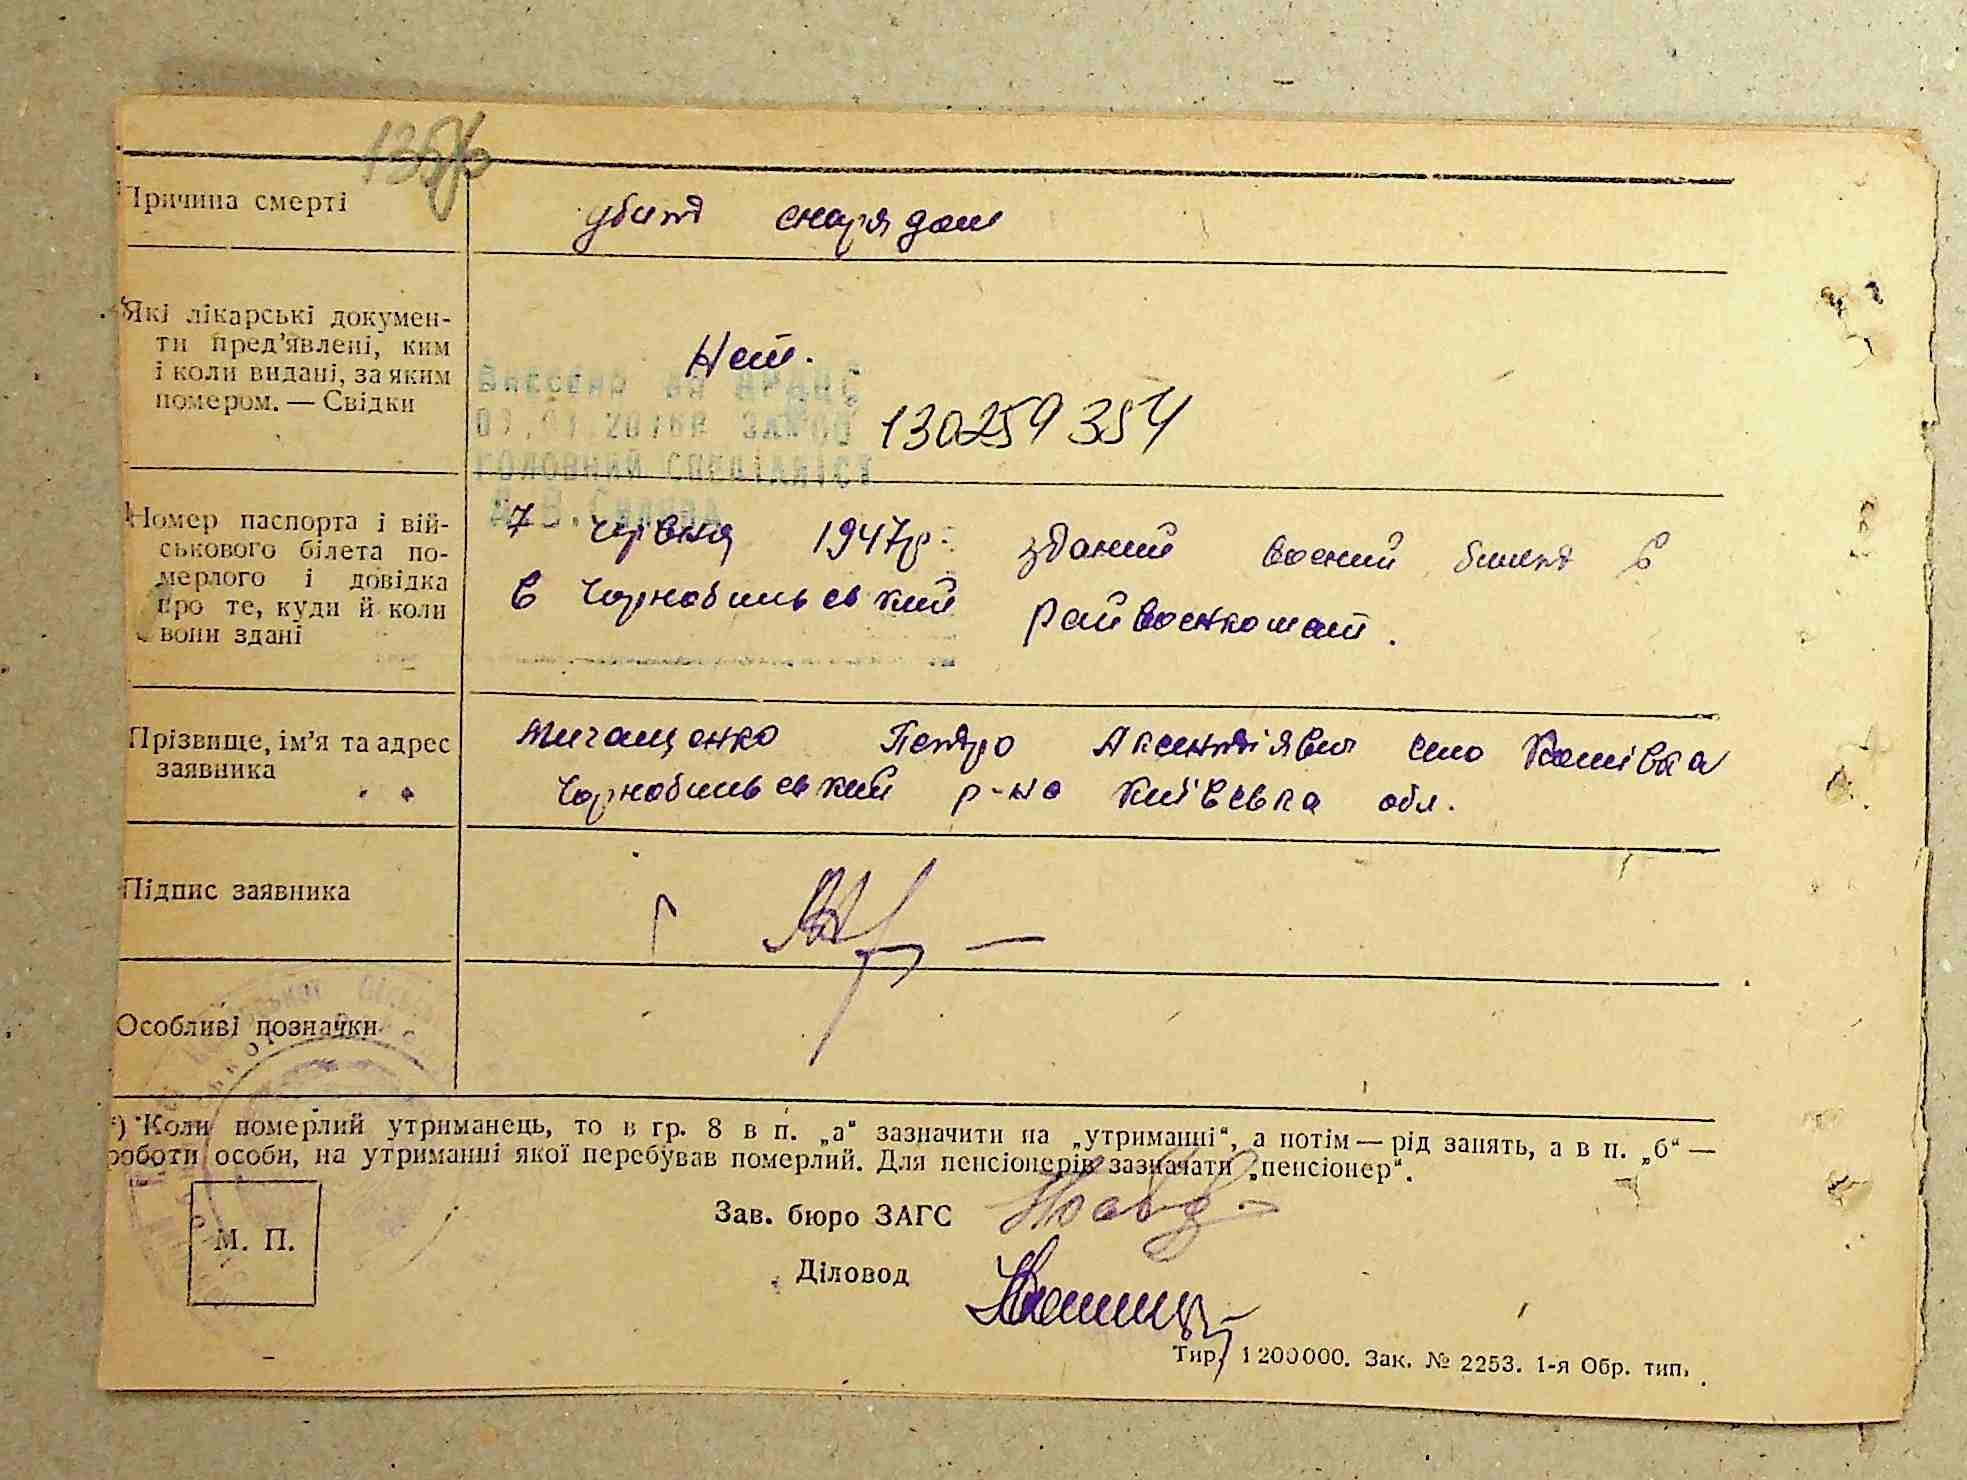 Причина смерті
убит снарядом
Які лікарські докумен-
ти пред'явлені, ким
і коли видані, за яким
номером. — Свідки
Нет.
130259354
Номер паспорта і вій-
ськового білета по-
мерлого і довідка
про те, куди й коли
вони здані
7 червня 1947р. зданий воений билет в
в Чорнобильський Райвоенкомат.
Прізвище, ім'я та адрес
заявника
Петро село
Чорнобильський р-но Київська обл.
Підпис заявника
Особливі позначки
*) Коли померлий утриманець, то в гр. 8 в п. „а“ зазначити на „утриманні“, а потім — рід занять, а в п. „б“ —
роботи особи, на утриманні якої перебував померлий. Для пенсіонерів зазначати „пенсіонер“.
М. П.
Зав. бюро ЗАГС
Діловод
Тир. 1200000. Зак. № 2253. 1-я Обр. тип.